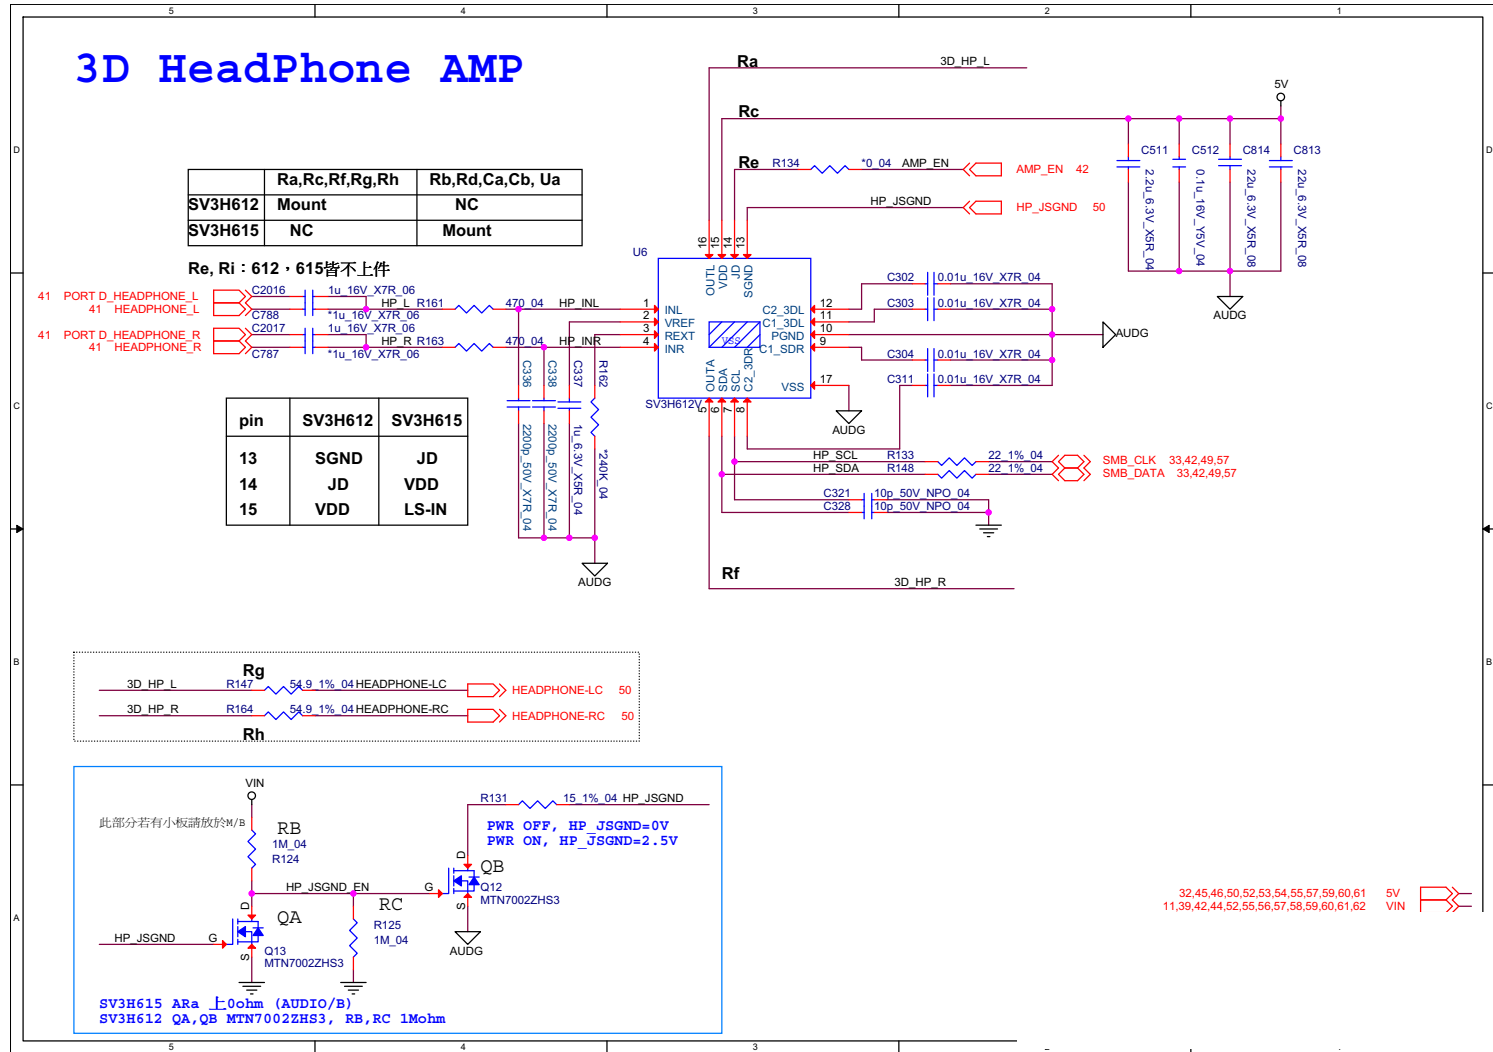 5 4 3 2 1
3D HeadPhone AMP
Ra 3D_HP_L
Rc
5V
Re R134 *0_04 AMP_EN AMP_EN 42
HP_JSGND HP_JSGND 50
C511 2.2u_6.3V_X5R_04
C512 0.1u_16V_Y5V_04
C814 22u_6.3V_X5R_08
C813 22u_6.3V_X5R_08
AUDG
D D
Ra,Rc,Rf,Rg,Rh Rb,Rd,Ca,Cb, Ua
SV3H612 Mount NC
SV3H615 NC Mount
Re, Ri：612，615皆不上件
41 PORT D_HEADPHONE_L C2016 1u_16V_X7R_06
41 HEADPHONE_L C788 *1u_16V_X7R_06 HP_L R161 470_04 HP_INL
41 PORT D_HEADPHONE_R C2017 1u_16V_X7R_06
41 HEADPHONE_R C787 *1u_16V_X7R_06 HP_R R163 470_04 HP_INR
U6
16 15 14 13
OUTL VDD JD SGND
1 INL
2 VREF
3 REXT
4 INR
VSS
C2_3DL 12
C1_3DL 11
PGND 10
C1_SDR 9
VSS 17
OUTA SDA SCL C2_3DR
5 6 7 8
SV3H612V
C302 0.01u_16V_X7R_04
C303 0.01u_16V_X7R_04
AUDG
C304 0.01u_16V_X7R_04
C311 0.01u_16V_X7R_04
AUDG
C336 2200p_50V_X7R_04
C338 2200p_50V_X7R_04
C337 1u_6.3V_X5R_04
R162 *240K_04
AUDG
C C
pin SV3H612 SV3H615
13 SGND JD
14 JD VDD
15 VDD LS-IN
HP_SCL R133 22_1%_04 SMB_CLK 33,42,49,57
HP_SDA R148 22_1%_04 SMB_DATA 33,42,49,57
C321 10p_50V_NPO_04
C328 10p_50V_NPO_04
Rf 3D_HP_R
B B
Rg
3D_HP_L R147 54.9_1%_04 HEADPHONE-LC HEADPHONE-LC 50
3D_HP_R R164 54.9_1%_04 HEADPHONE-RC HEADPHONE-RC 50
Rh
VIN
此部分若有小板請放於M/B
RB
1M_04
R124
R131 15_1%_04 HP_JSGND
PWR OFF, HP_JSGND=0V
PWR ON, HP_JSGND=2.5V
HP_JSGND_EN
G D S
QB
Q12
MTN7002ZHS3
AUDG
RC
R125
1M_04
HP_JSGND G D S
QA
Q13
MTN7002ZHS3
SV3H615 ARa 上0ohm (AUDIO/B)
SV3H612 QA,QB MTN7002ZHS3, RB,RC 1Mohm
32,45,46,50,52,53,54,55,57,59,60,61 5V
11,39,42,44,52,55,56,57,58,59,60,61,62 VIN
A A
5 4 3